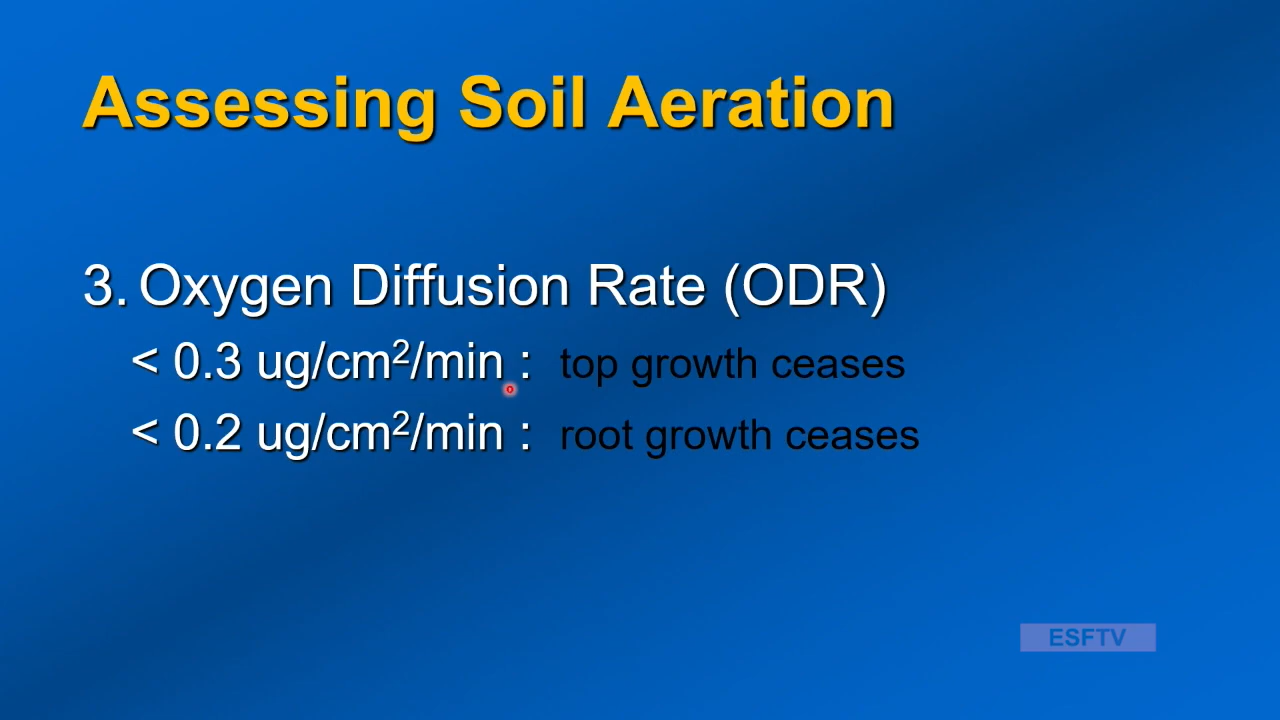 Assessing Soil Aeration
3. Oxygen Diffusion Rate (ODR)
< 0.3 ug/cm²/min : top growth ceases
< 0.2 ug/cm²/min : root growth ceases
ESFTV